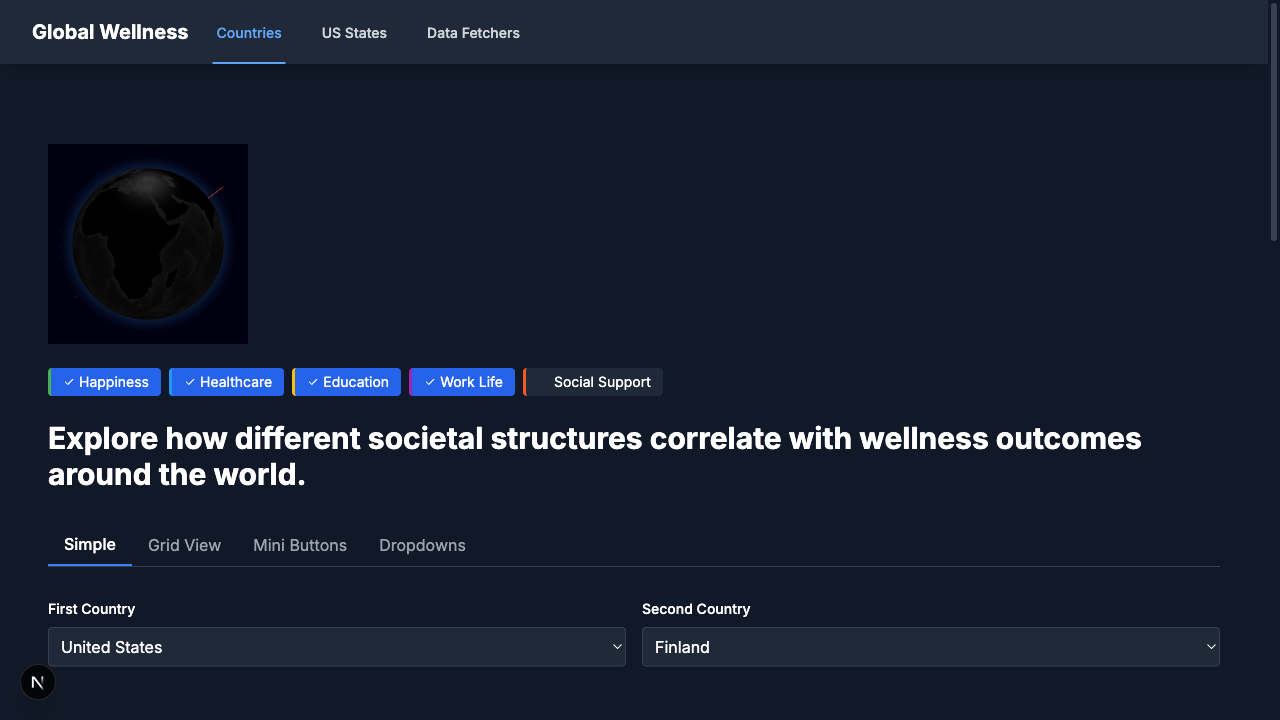 Global Wellness
Countries
US States
Data Fetchers
Happiness
Healthcare
Education
Work Life
Social Support
Explore how different societal structures correlate with wellness outcomes
around the world.
Simple
Grid View
Mini Buttons
Dropdowns
First Country
Second Country
United States
Finland
N